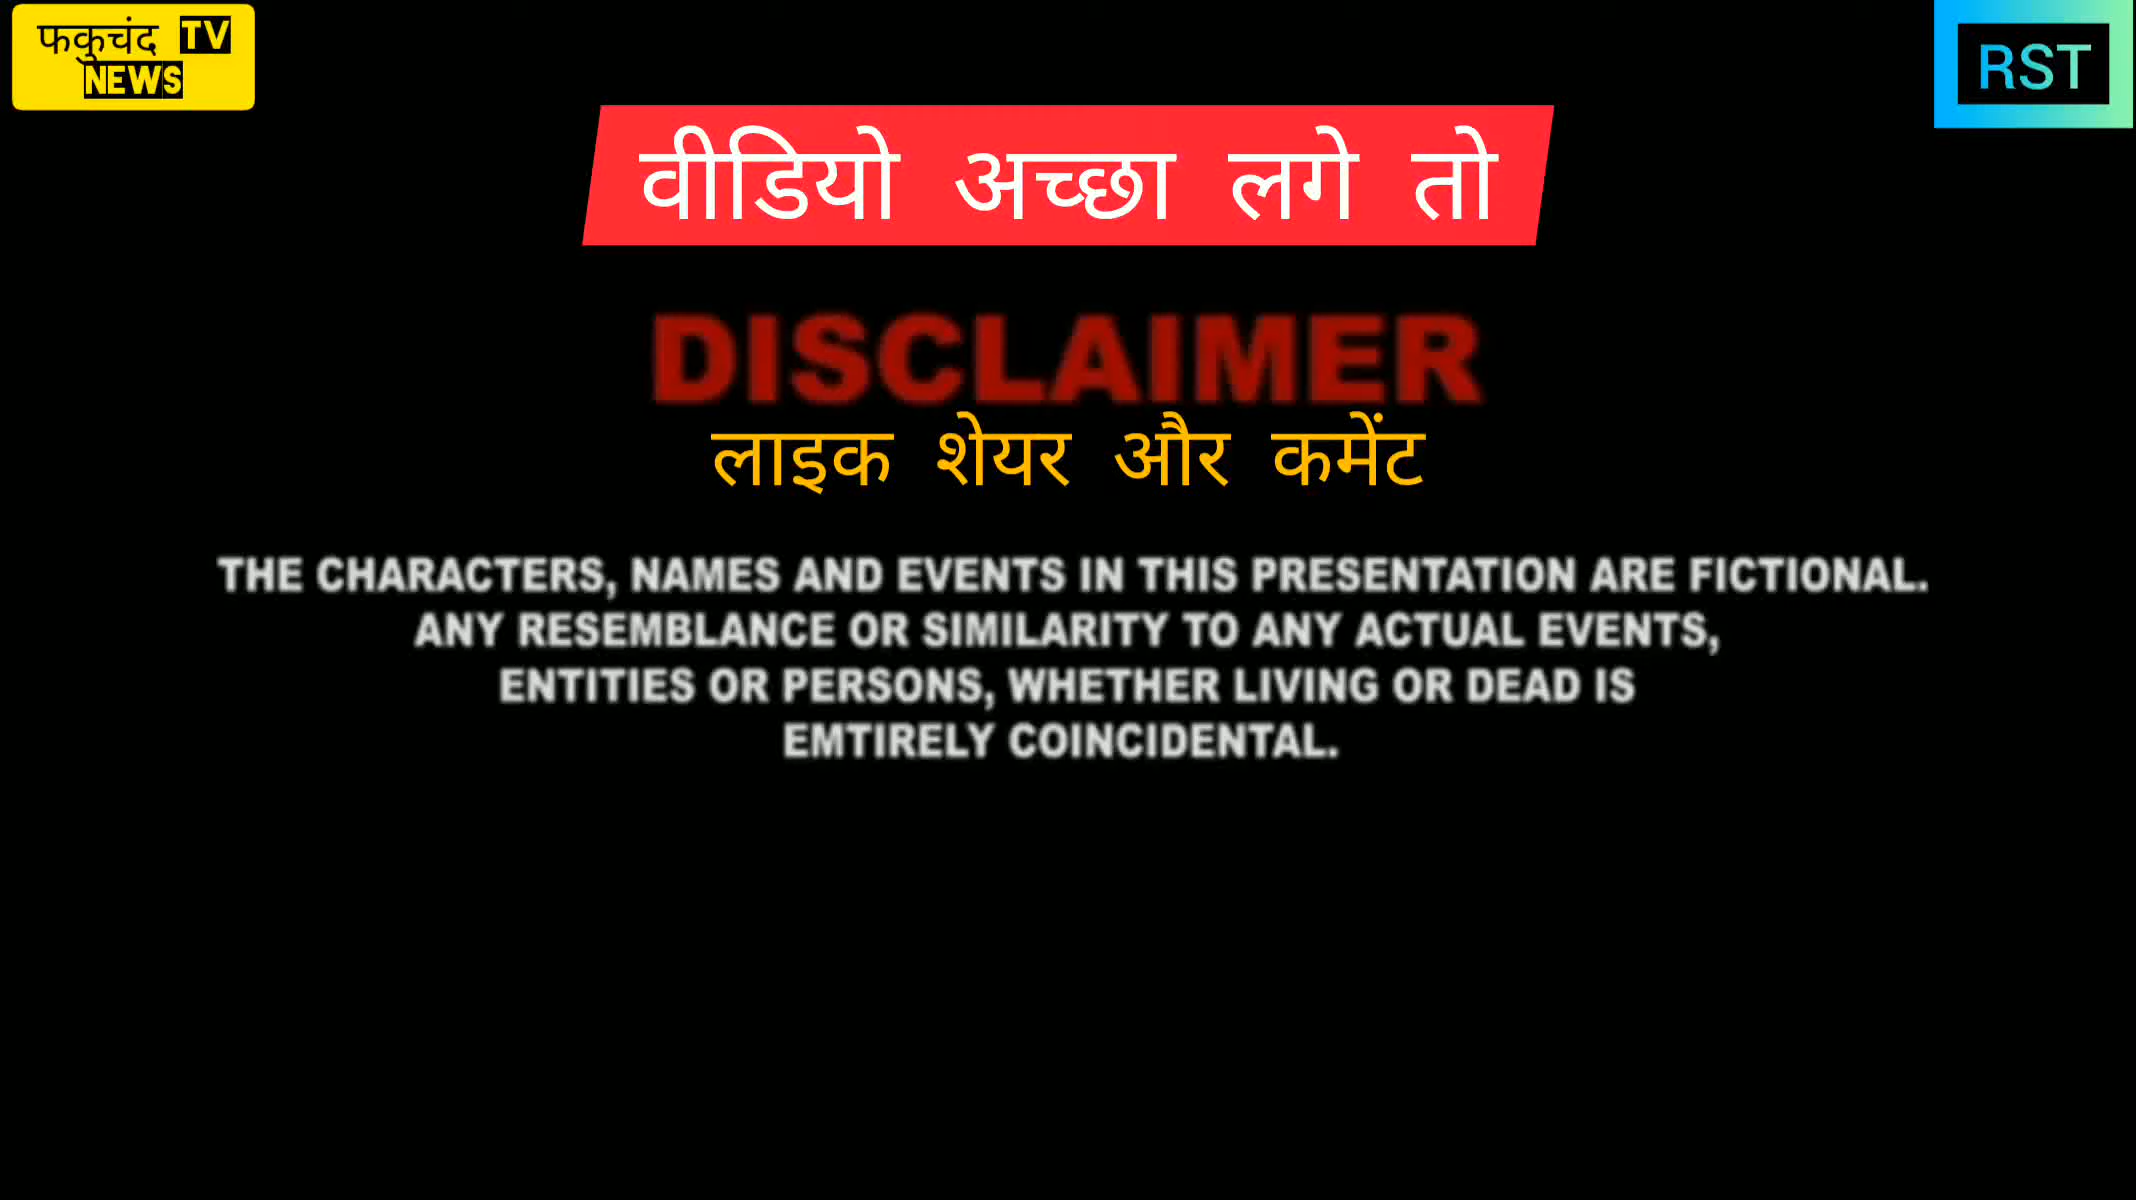 फकुचंद TV
NEWS
RST
वीडियो अच्छा लगे तो
DISCLAIMER
लाइक शेयर और कमेंट
THE CHARACTERS, NAMES AND EVENTS IN THIS PRESENTATION ARE FICTIONAL.
ANY RESEMBLANCE OR SIMILARITY TO ANY ACTUAL EVENTS,
ENTITIES OR PERSONS, WHETHER LIVING OR DEAD IS
EMTIRELY COINCIDENTAL.